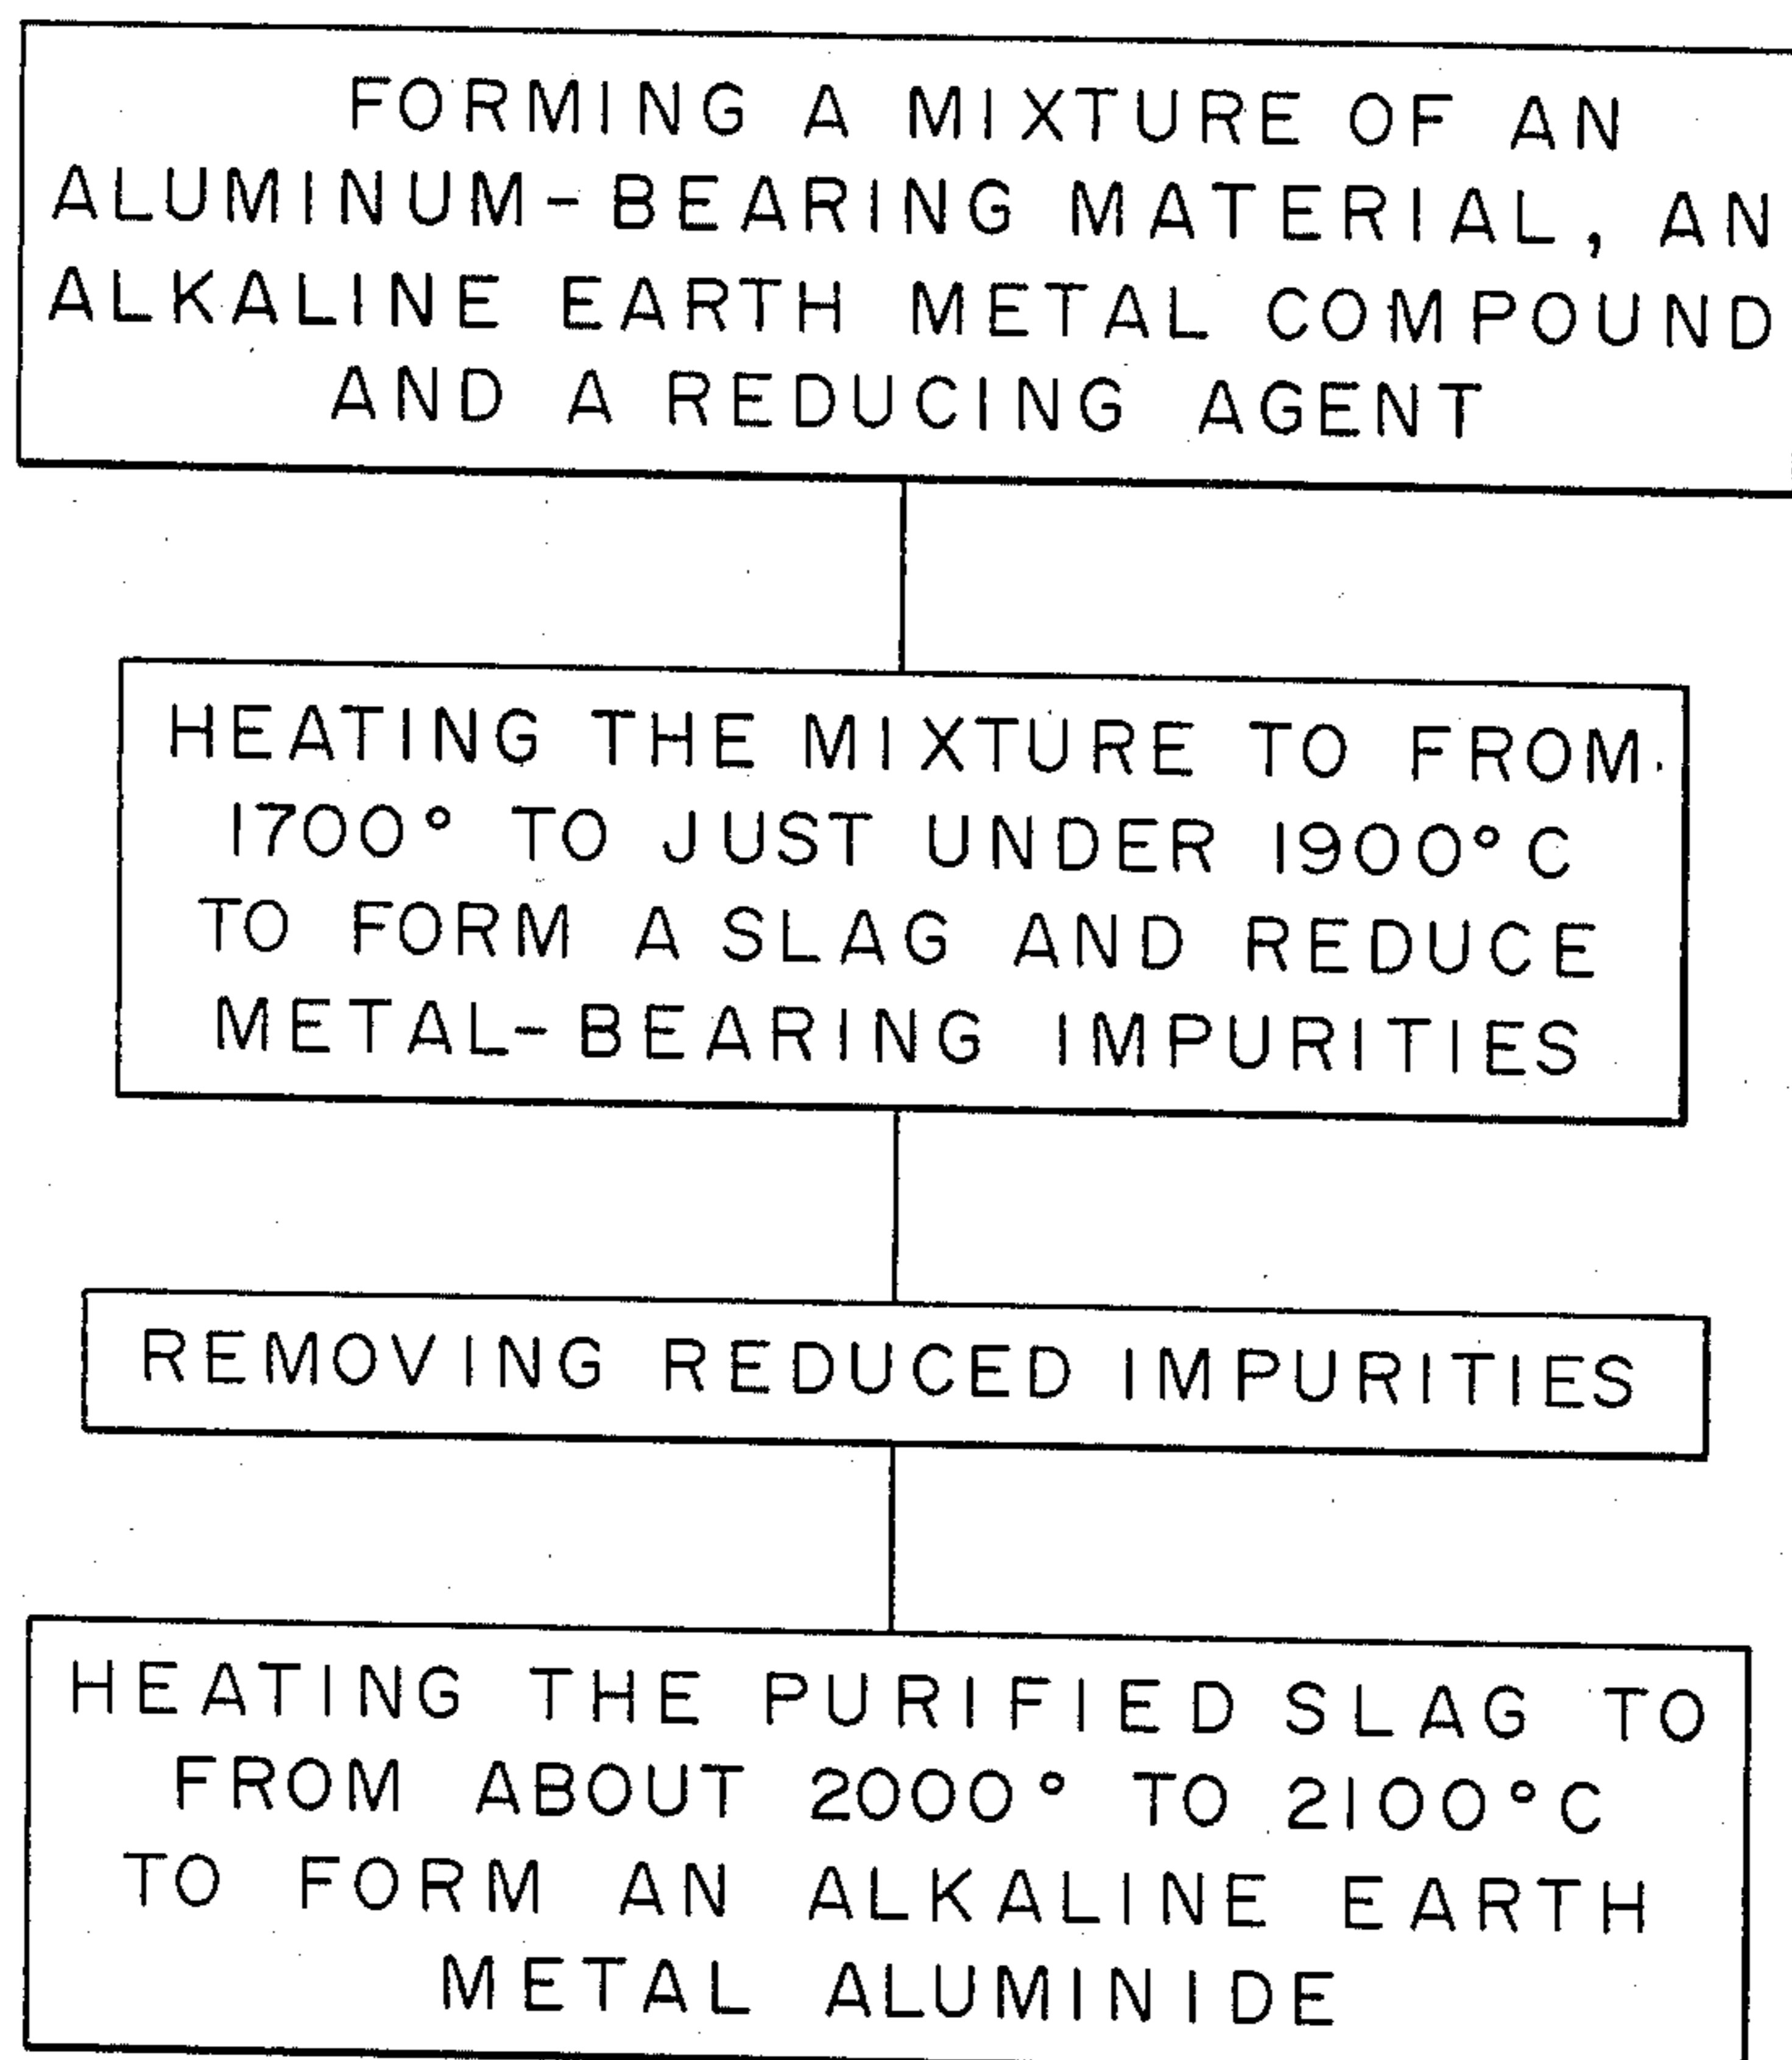 FORMING A MIXTURE OF AN
ALUMINUM-BEARING MATERIAL, AN
ALKALINE EARTH METAL COMPOUND
AND A REDUCING AGENT
HEATING THE MIXTURE TO FROM
1700° TO JUST UNDER 1900°C
TO FORM A SLAG AND REDUCE
METAL-BEARING IMPURITIES
REMOVING REDUCED IMPURITIES
HEATING THE PURIFIED SLAG TO
FROM ABOUT 2000° TO 2100°C
TO FORM AN ALKALINE EARTH
METAL ALUMINIDE